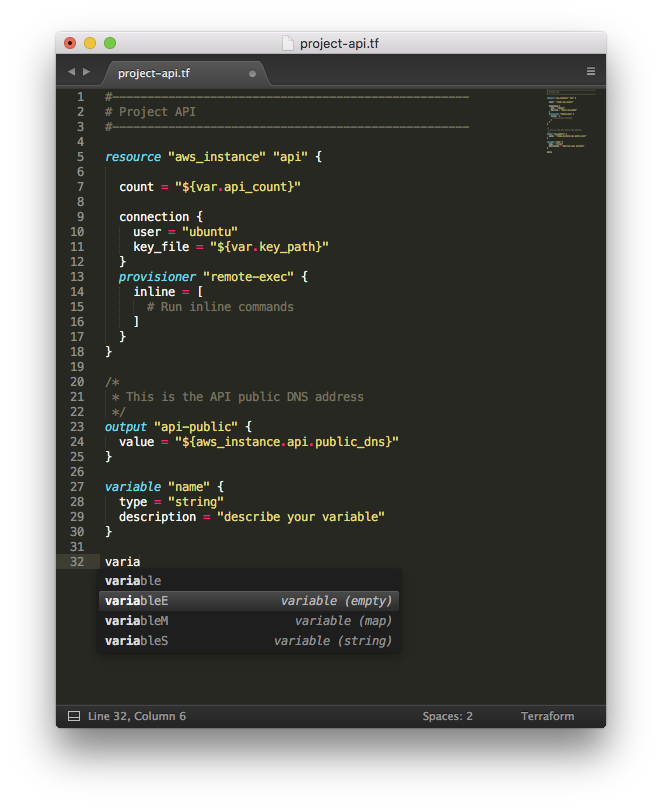 project-api.tf
project-api.tf
1 #---------------------------------------------------
2 # Project API
3 #---------------------------------------------------
4
5 resource "aws_instance" "api" {
6
7   count = "${var.api_count}"
8
9   connection {
10     user = "ubuntu"
11     key_file = "${var.key_path}"
12   }
13   provisioner "remote-exec" {
14     inline = [
15       # Run inline commands
16     ]
17   }
18 }
19
20 /*
21  * This is the API public DNS address
22  */
23 output "api-public" {
24   value = "${aws_instance.api.public_dns}"
25 }
26
27 variable "name" {
28   type = "string"
29   description = "describe your variable"
30 }
31
32 varia
variable
variableE variable (empty)
variableM variable (map)
variableS variable (string)
Line 32, Column 6 Spaces: 2 Terraform